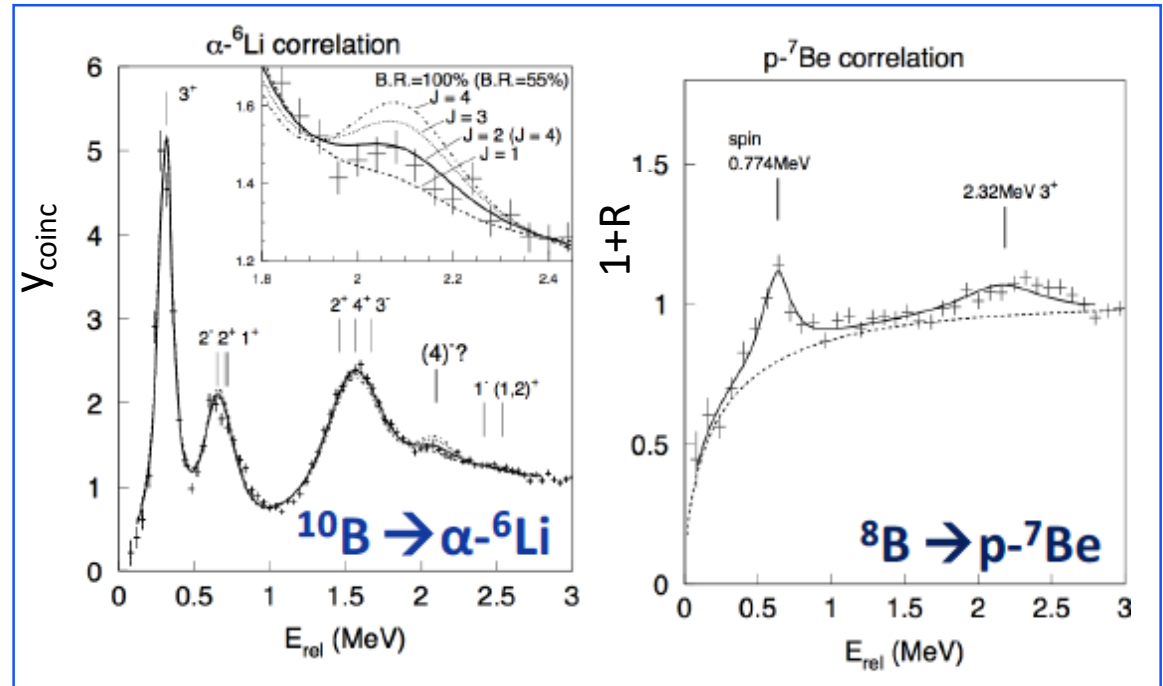 α-⁶Li correlation
6
5
4
3
2
1
0
y_coinc
3⁺
2⁻ 2⁺ 1⁺
2⁺ 4⁺ 3⁻
(4)⁻?
1⁻ (1,2)⁺
B.R.=100% (B.R.=55%)
J = 4
J = 3
J = 2 (J = 4)
J = 1
1.6
1.4
1.2
1.8
2
2.2
2.4
¹⁰B ➔ α-⁶Li
0 0.5 1 1.5 2 2.5 3
E_rel (MeV)
p-⁷Be correlation
1.5
1.0
0.5
0
1+R
spin
0.774MeV
2.32MeV 3⁺
⁸B ➔ p-⁷Be
0 0.5 1 1.5 2 2.5 3
E_rel (MeV)